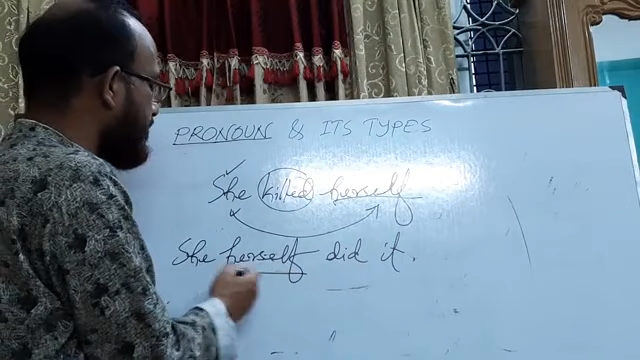 PRONOUN & ITS TYPES
She killed herself
She herself did it.